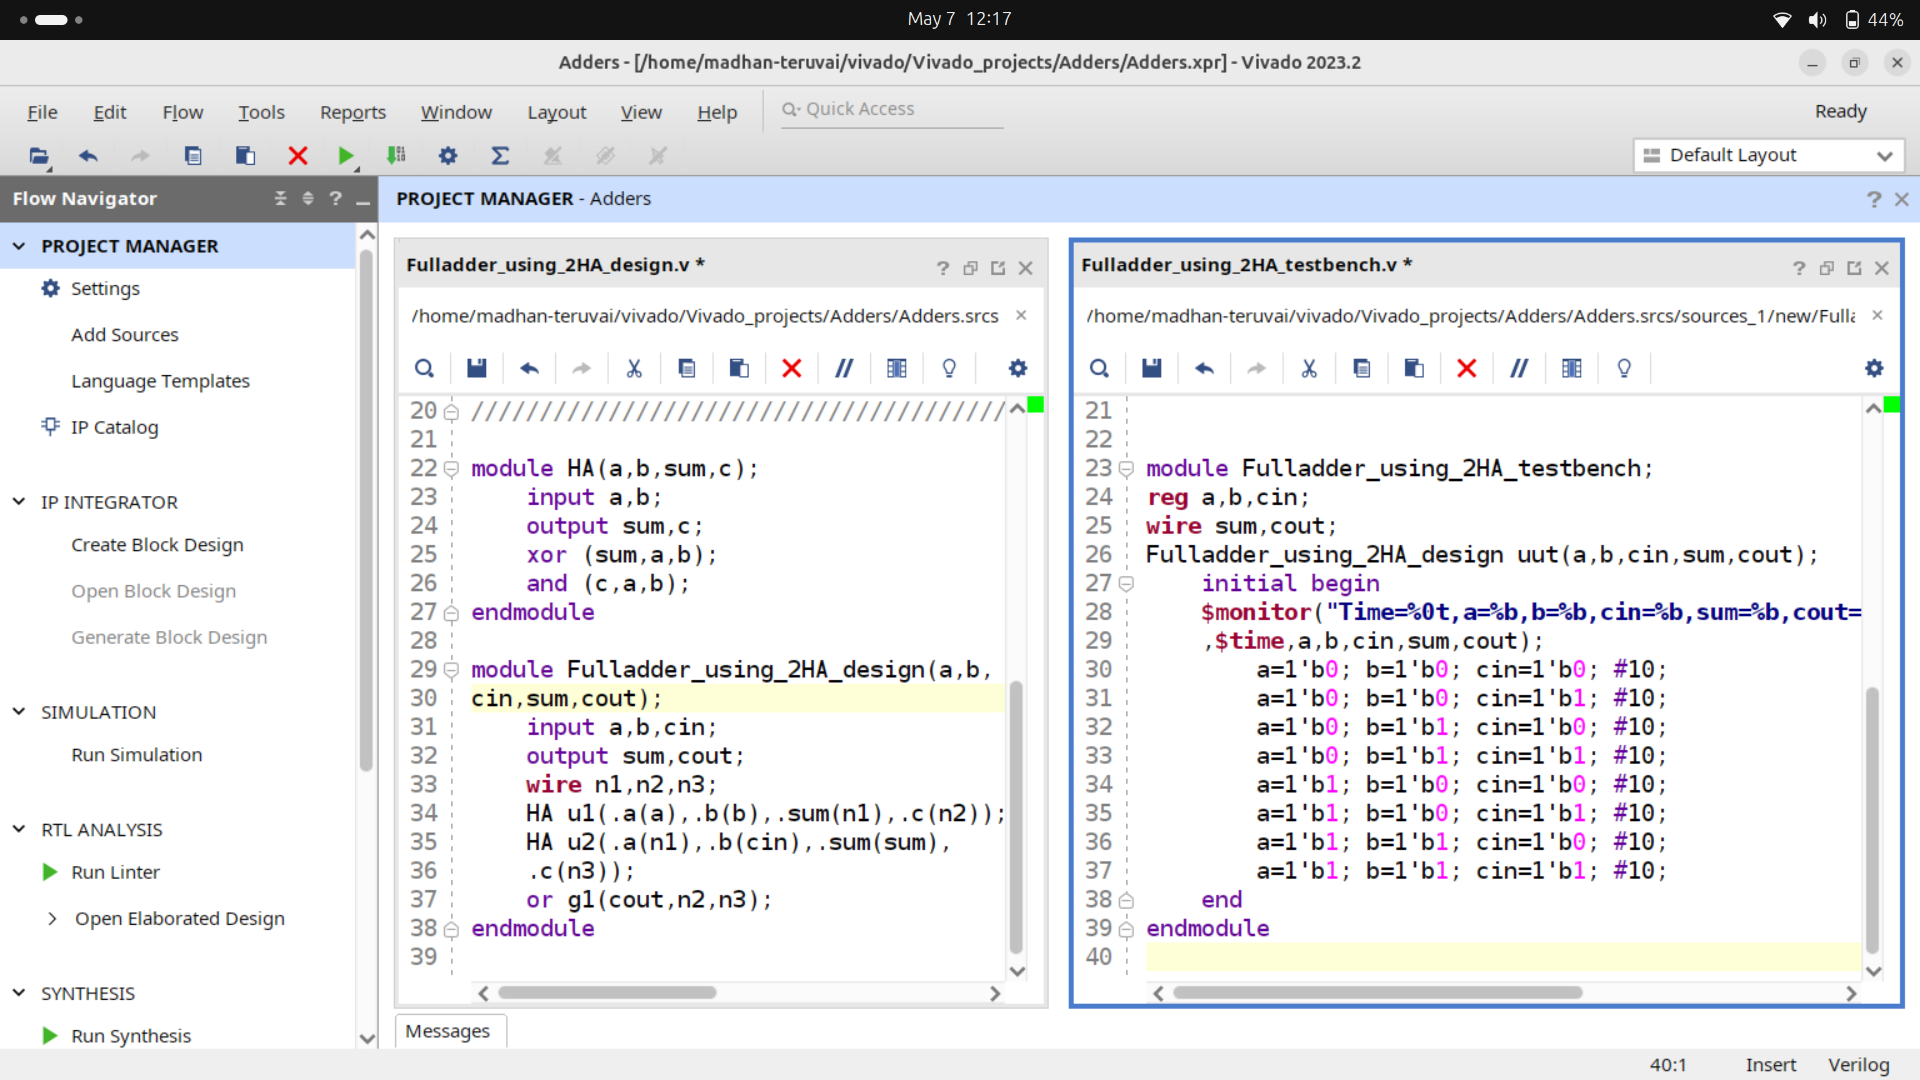 May 7 12:17
44%
Adders - [/home/madhan-teruvai/vivado/Vivado_projects/Adders/Adders.xpr] - Vivado 2023.2
File Edit Flow Tools Reports Window Layout View Help Quick Access Ready
Default Layout
Flow Navigator
PROJECT MANAGER
Settings
Add Sources
Language Templates
IP Catalog
IP INTEGRATOR
Create Block Design
Open Block Design
Generate Block Design
SIMULATION
Run Simulation
RTL ANALYSIS
Run Linter
Open Elaborated Design
SYNTHESIS
Run Synthesis
PROJECT MANAGER - Adders
Fulladder_using_2HA_design.v *
/home/madhan-teruvai/vivado/Vivado_projects/Adders/Adders.srcs
20 ///////////////////////////////////////
21
22 module HA(a,b,sum,c);
23     input a,b;
24     output sum,c;
25     xor (sum,a,b);
26     and (c,a,b);
27 endmodule
28
29 module Fulladder_using_2HA_design(a,b,
30 cin,sum,cout);
31     input a,b,cin;
32     output sum,cout;
33     wire n1,n2,n3;
34     HA u1(.a(a),.b(b),.sum(n1),.c(n2));
35     HA u2(.a(n1),.b(cin),.sum(sum),
36     .c(n3));
37     or g1(cout,n2,n3);
38 endmodule
39
Fulladder_using_2HA_testbench.v *
/home/madhan-teruvai/vivado/Vivado_projects/Adders/Adders.srcs/sources_1/new/Fulla
21
22
23 module Fulladder_using_2HA_testbench;
24 reg a,b,cin;
25 wire sum,cout;
26 Fulladder_using_2HA_design uut(a,b,cin,sum,cout);
27     initial begin
28     $monitor("Time=%0t,a=%b,b=%b,cin=%b,sum=%b,cout=
29     ,$time,a,b,cin,sum,cout);
30         a=1'b0; b=1'b0; cin=1'b0; #10;
31         a=1'b0; b=1'b0; cin=1'b1; #10;
32         a=1'b0; b=1'b1; cin=1'b0; #10;
33         a=1'b0; b=1'b1; cin=1'b1; #10;
34         a=1'b1; b=1'b0; cin=1'b0; #10;
35         a=1'b1; b=1'b0; cin=1'b1; #10;
36         a=1'b1; b=1'b1; cin=1'b0; #10;
37         a=1'b1; b=1'b1; cin=1'b1; #10;
38     end
39 endmodule
40
Messages
40:1 Insert Verilog